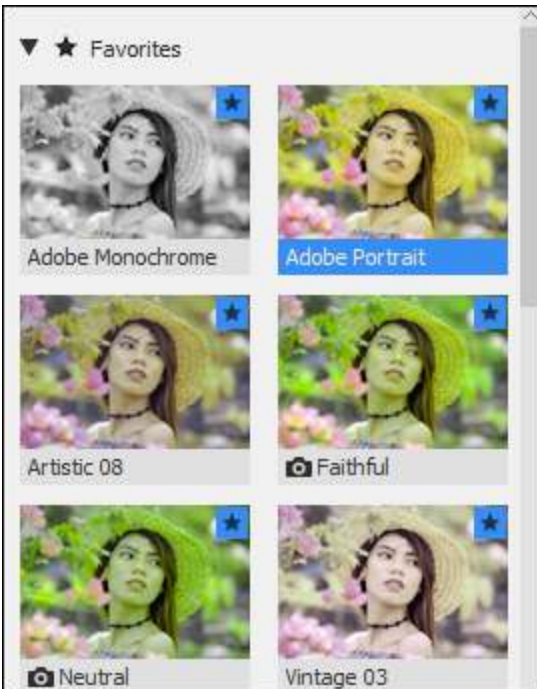 Favorites
Adobe Monochrome
Adobe Portrait
Artistic 08
Faithful
Neutral
Vintage 03